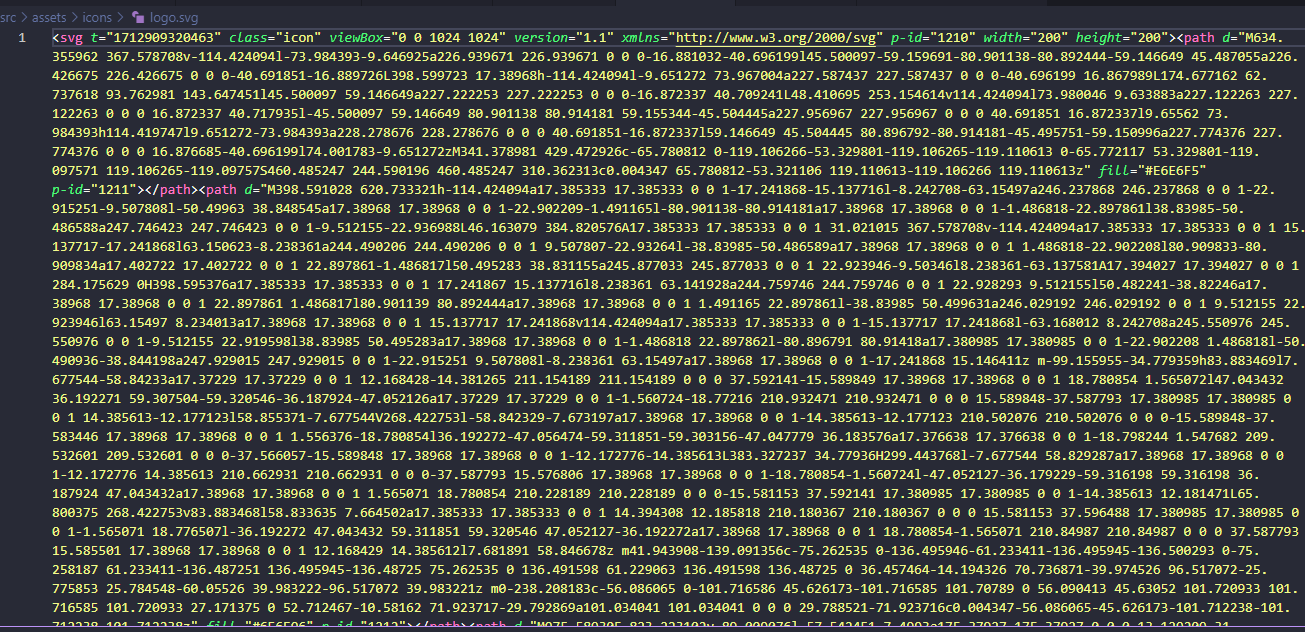 src > assets > icons > logo.svg
1 <svg t="1712909320463" class="icon" viewBox="0 0 1024 1024" version="1.1" xmlns="http://www.w3.org/2000/svg" p-id="1210" width="200" height="200"><path d="M634.
355962 367.578708v-114.424094l-73.984393-9.646925a226.939671 226.939671 0 0 0-16.881032-40.696199l45.500097-59.159691-80.901138-80.892444-59.146649 45.487055a226.
426675 226.426675 0 0 0-40.691851-16.889726L398.599723 17.38968h-114.424094l-9.651272 73.967004a227.587437 227.587437 0 0 0-40.696199 16.867989L174.677162 62.
737618 93.762981 143.647451l45.500097 59.146649a227.222253 227.222253 0 0 0-16.872337 40.709241L48.410695 253.154614v114.424094l73.980046 9.633883a227.122263 227.
122263 0 0 0 16.872337 40.717935l-45.500097 59.146649 80.901138 80.914181 59.155344-45.504445a227.956967 227.956967 0 0 0 40.691851 16.872337l9.65562 73.
984393h114.419747l9.651272-73.984393a228.278676 228.278676 0 0 0 40.691851-16.872337l59.146649 45.504445 80.896792-80.914181-45.495751-59.150996a227.774376 227.
774376 0 0 0 16.876685-40.696199l74.001783-9.651272zM341.378981 429.472926c-65.780812 0-119.106266-53.329801-119.106265-119.110613 0-65.772117 53.329801-119.
097571 119.106265-119.097575S460.485247 244.590196 460.485247 310.362313c0.004347 65.780812-53.321106 119.110613-119.106266 119.110613z" fill="#E6E6F5"
p-id="1211"></path><path d="M398.591028 620.733321h-114.424094a17.385333 17.385333 0 0 1-17.241868-15.137716l-8.242708-63.15497a246.237868 246.237868 0 0 1-22.
915251-9.507808l-50.49963 38.848545a17.38968 17.38968 0 0 1-22.902209-1.491165l-80.901138-80.914181a17.38968 17.38968 0 0 1-1.486818-22.897861l38.83985-50.
486588a247.746423 247.746423 0 0 1-9.512155-22.936988L46.163079 384.820576A17.385333 17.385333 0 0 1 31.021015 367.578708v-114.424094a17.385333 17.385333 0 0 1 15.
137717-17.241868l63.150623-8.238361a244.490206 244.490206 0 0 1 9.507807-22.93264l-38.83985-50.486589a17.38968 17.38968 0 0 1 1.486818-22.902208l80.909833-80.
909834a17.402722 17.402722 0 0 1 22.897861-1.486817l50.495283 38.831155a245.877033 245.877033 0 0 1 22.923946-9.50346l8.238361-63.137581A17.394027 17.394027 0 0 1
284.175629 0H398.595376a17.385333 17.385333 0 0 1 17.241867 15.137716l8.238361 63.141928a244.759746 244.759746 0 0 1 22.928293 9.512155l50.482241-38.82246a17.
38968 17.38968 0 0 1 22.897861 1.486817l80.901139 80.892444a17.38968 17.38968 0 0 1 1.491165 22.897861l-38.83985 50.499631a246.029192 246.029192 0 0 1 9.512155 22.
923946l63.15497 8.234013a17.38968 17.38968 0 0 1 15.137717 17.241868v114.424094a17.385333 17.385333 0 0 1-15.137717 17.241868l-63.168012 8.242708a245.550976 245.
550976 0 0 1-9.512155 22.919598l38.83985 50.495283a17.38968 17.38968 0 0 1-1.486818 22.897862l-80.896791 80.91418a17.380985 17.380985 0 0 1-22.902208 1.486818l-50.
490936-38.844198a247.929015 247.929015 0 0 1-22.915251 9.507808l-8.238361 63.15497a17.38968 17.38968 0 0 1-17.241868 15.146411z m-99.155955-34.779359h83.883469l7.
677544-58.84233a17.37229 17.37229 0 0 1 12.168428-14.381265 211.154189 211.154189 0 0 0 37.592141-15.589849 17.38968 17.38968 0 0 1 18.780854 1.565072l47.043432
36.192271 59.307504-59.320546-36.187924-47.052126a17.37229 17.37229 0 0 1-1.560724-18.77216 210.932471 210.932471 0 0 0 15.589848-37.587793 17.380985 17.380985 0
0 1 14.385613-12.177123l58.855371-7.677544V268.422753l-58.842329-7.673197a17.38968 17.38968 0 0 1-14.385613-12.177123 210.502076 210.502076 0 0 0-15.589848-37.
583446 17.38968 17.38968 0 0 1 1.556376-18.780854l36.192272-47.056474-59.311851-59.303156-47.047779 36.183576a17.376638 17.376638 0 0 1-18.798244 1.547682 209.
532601 209.532601 0 0 0-37.566057-15.589848 17.38968 17.38968 0 0 1-12.172776-14.385613L383.327237 34.77936H299.443768l-7.677544 58.829287a17.38968 17.38968 0 0
1-12.172776 14.385613 210.662931 210.662931 0 0 0-37.587793 15.576806 17.38968 17.38968 0 0 1-18.780854-1.560724l-47.052127-36.179229-59.316198 59.316198 36.
187924 47.043432a17.38968 17.38968 0 0 1 1.565071 18.780854 210.228189 210.228189 0 0 0-15.581153 37.592141 17.380985 17.380985 0 0 1-14.385613 12.181471L65.
800375 268.422753v83.883468l58.833635 7.664502a17.385333 17.385333 0 0 1 14.394308 12.185818 210.180367 210.180367 0 0 0 15.581153 37.596488 17.380985 17.380985 0
0 1-1.565071 18.776507l-36.192272 47.043432 59.311851 59.320546 47.052127-36.192272a17.38968 17.38968 0 0 1 18.780854-1.565071 210.84987 210.84987 0 0 0 37.587793
15.585501 17.38968 17.38968 0 0 1 12.168429 14.385612l7.681891 58.846678z m41.943908-139.091356c-75.262535 0-136.495946-61.233411-136.495945-136.500293 0-75.
258187 61.233411-136.487251 136.495945-136.48725 75.262535 0 136.491598 61.229063 136.491598 136.48725 0 36.457464-14.194326 70.736871-39.974526 96.517072-25.
775853 25.784548-60.05526 39.983222-96.517072 39.983221z m0-238.208183c-56.086065 0-101.716586 45.626173-101.716585 101.70789 0 56.090413 45.63052 101.720933 101.
716585 101.720933 27.171375 0 52.712467-10.58162 71.923717-29.792869a101.034041 101.034041 0 0 0 29.788521-71.923716c0.004347-56.086065-45.626173-101.712238-101.